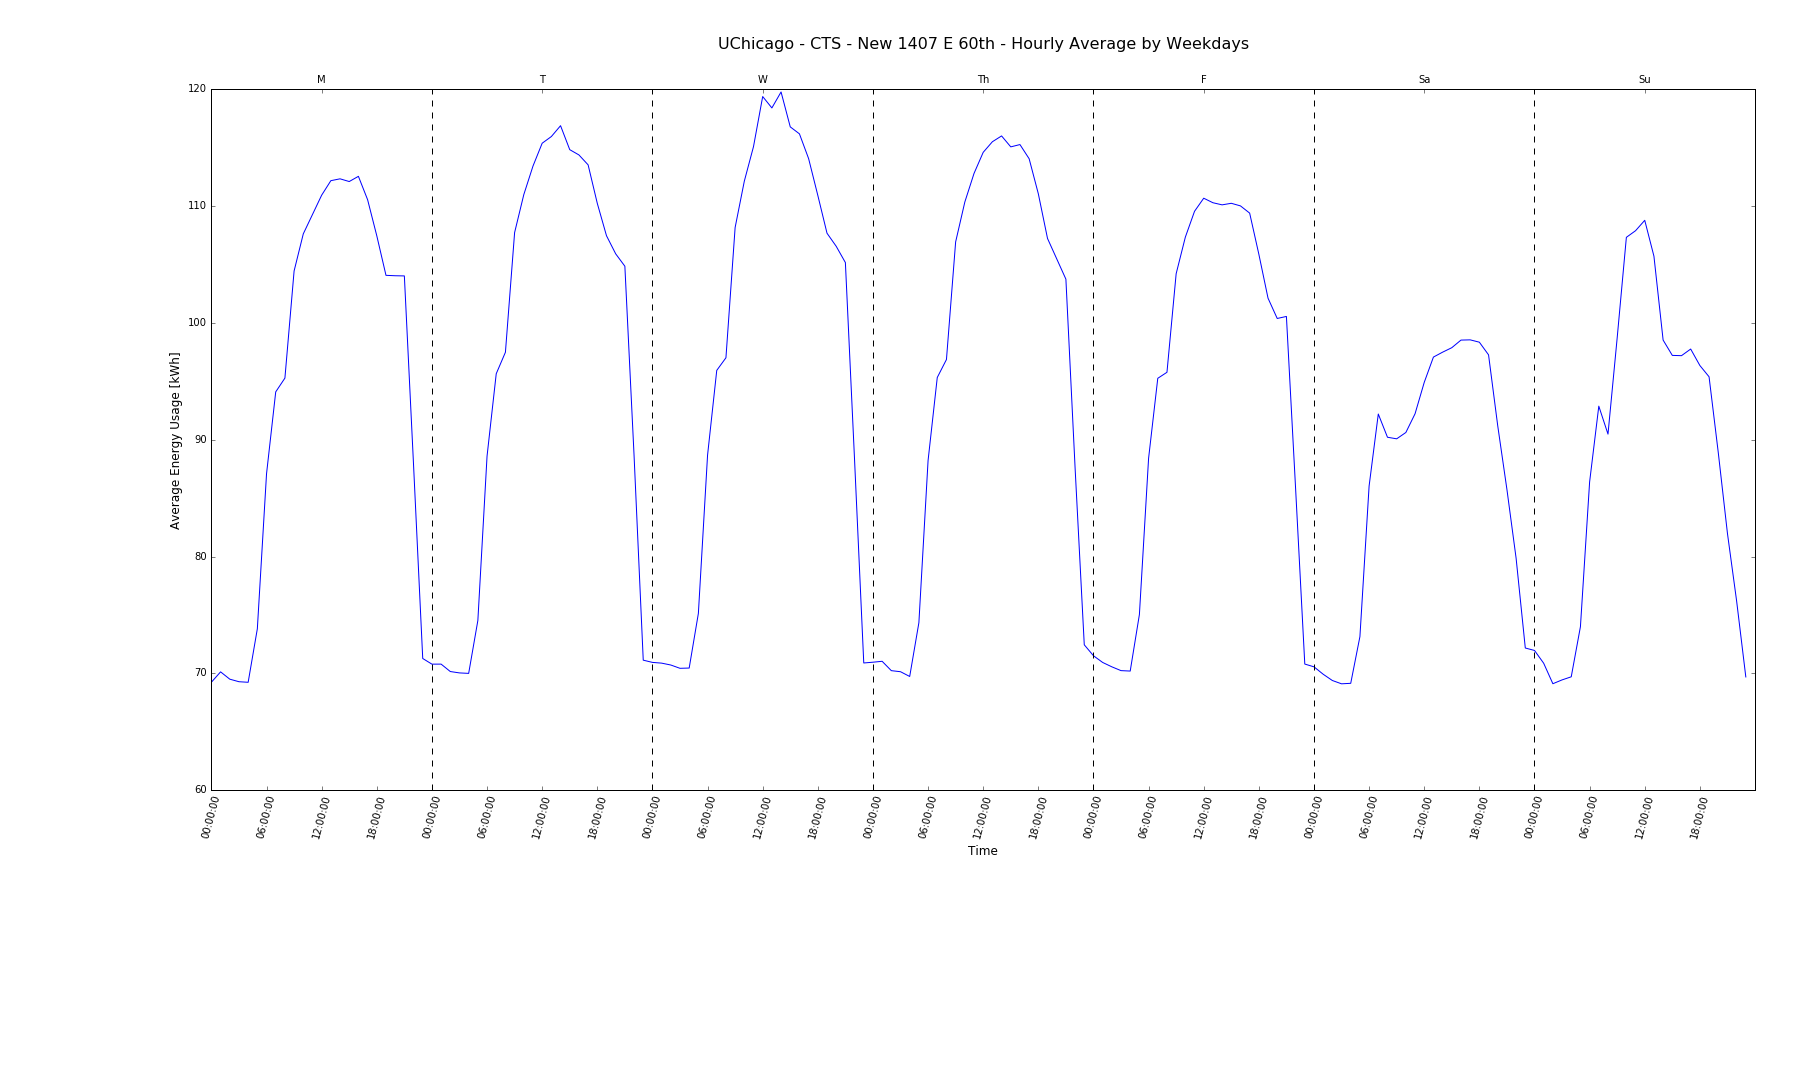 UChicago - CTS - New 1407 E 60th - Hourly Average by Weekdays
M T W Th F Sa Su
120
110
100
90
80
70
60
Average Energy Usage [kWh]
00:00:00 06:00:00 12:00:00 18:00:00 00:00:00 06:00:00 12:00:00 18:00:00 00:00:00 06:00:00 12:00:00 18:00:00 00:00:00 06:00:00 12:00:00 18:00:00 00:00:00 06:00:00 12:00:00 18:00:00 00:00:00 06:00:00 12:00:00 18:00:00 00:00:00 06:00:00 12:00:00 18:00:00
Time